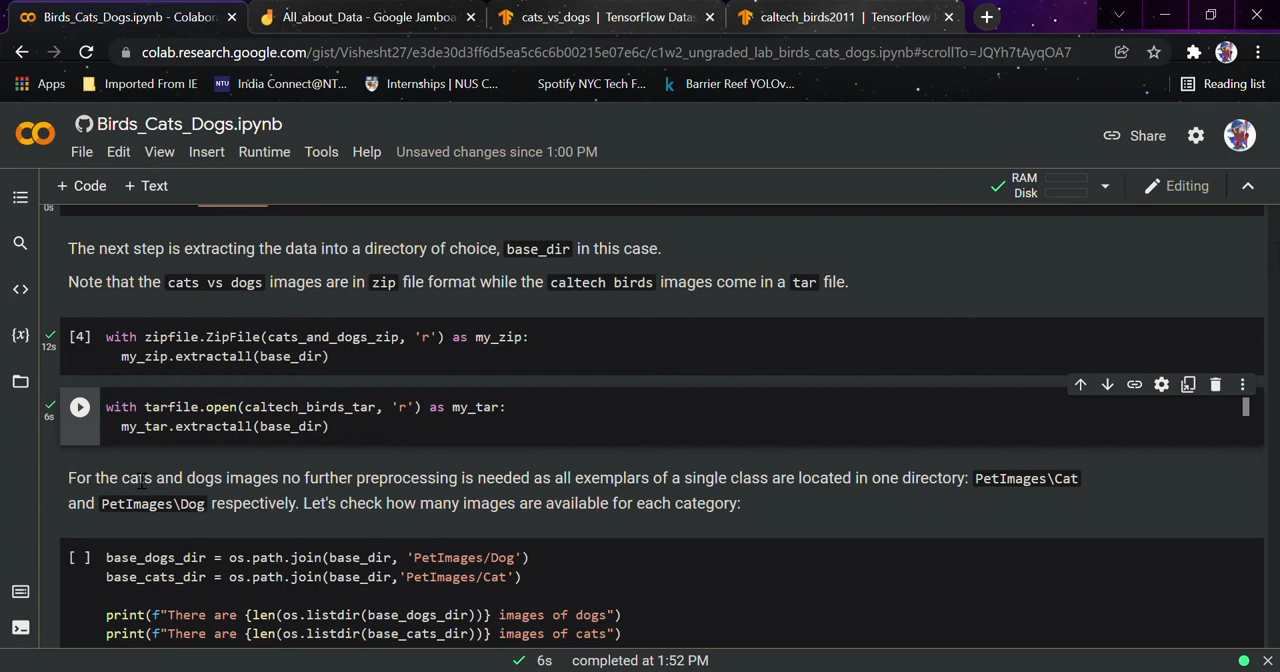 Birds_Cats_Dogs.ipynb - Colabora
All_about_Data - Google Jamboa
cats_vs_dogs | TensorFlow Datas
caltech_birds2011 | TensorFlow
colab.research.google.com/gist/Vishesht27/e3de30d3ff6d5ea5c6c6b00215e07e6c/c1w2_ungraded_lab_birds_cats_dogs.ipynb#scrollTo=JQYh7tAyqOA7
Apps
Imported From IE
NTU
India Connect@NT...
Internships | NUS C...
Spotify NYC Tech F...
k
Barrier Reef YOLOv...
Reading list
Birds_Cats_Dogs.ipynb
Share
File Edit View Insert Runtime Tools Help Unsaved changes since 1:00 PM
+ Code + Text
RAM
Disk
Editing
0s
The next step is extracting the data into a directory of choice, base_dir in this case.
Note that the cats vs dogs images are in zip file format while the caltech birds images come in a tar file.
[4] with zipfile.ZipFile(cats_and_dogs_zip, 'r') as my_zip:
12s
my_zip.extractall(base_dir)
with tarfile.open(caltech_birds_tar, 'r') as my_tar:
6s
my_tar.extractall(base_dir)
For the cats and dogs images no further preprocessing is needed as all exemplars of a single class are located in one directory: PetImages\Cat
and PetImages\Dog respectively. Let's check how many images are available for each category:
[ ] base_dogs_dir = os.path.join(base_dir, 'PetImages/Dog')
base_cats_dir = os.path.join(base_dir,'PetImages/Cat')
print(f"There are {len(os.listdir(base_dogs_dir))} images of dogs")
print(f"There are {len(os.listdir(base_cats_dir))} images of cats")
6s completed at 1:52 PM